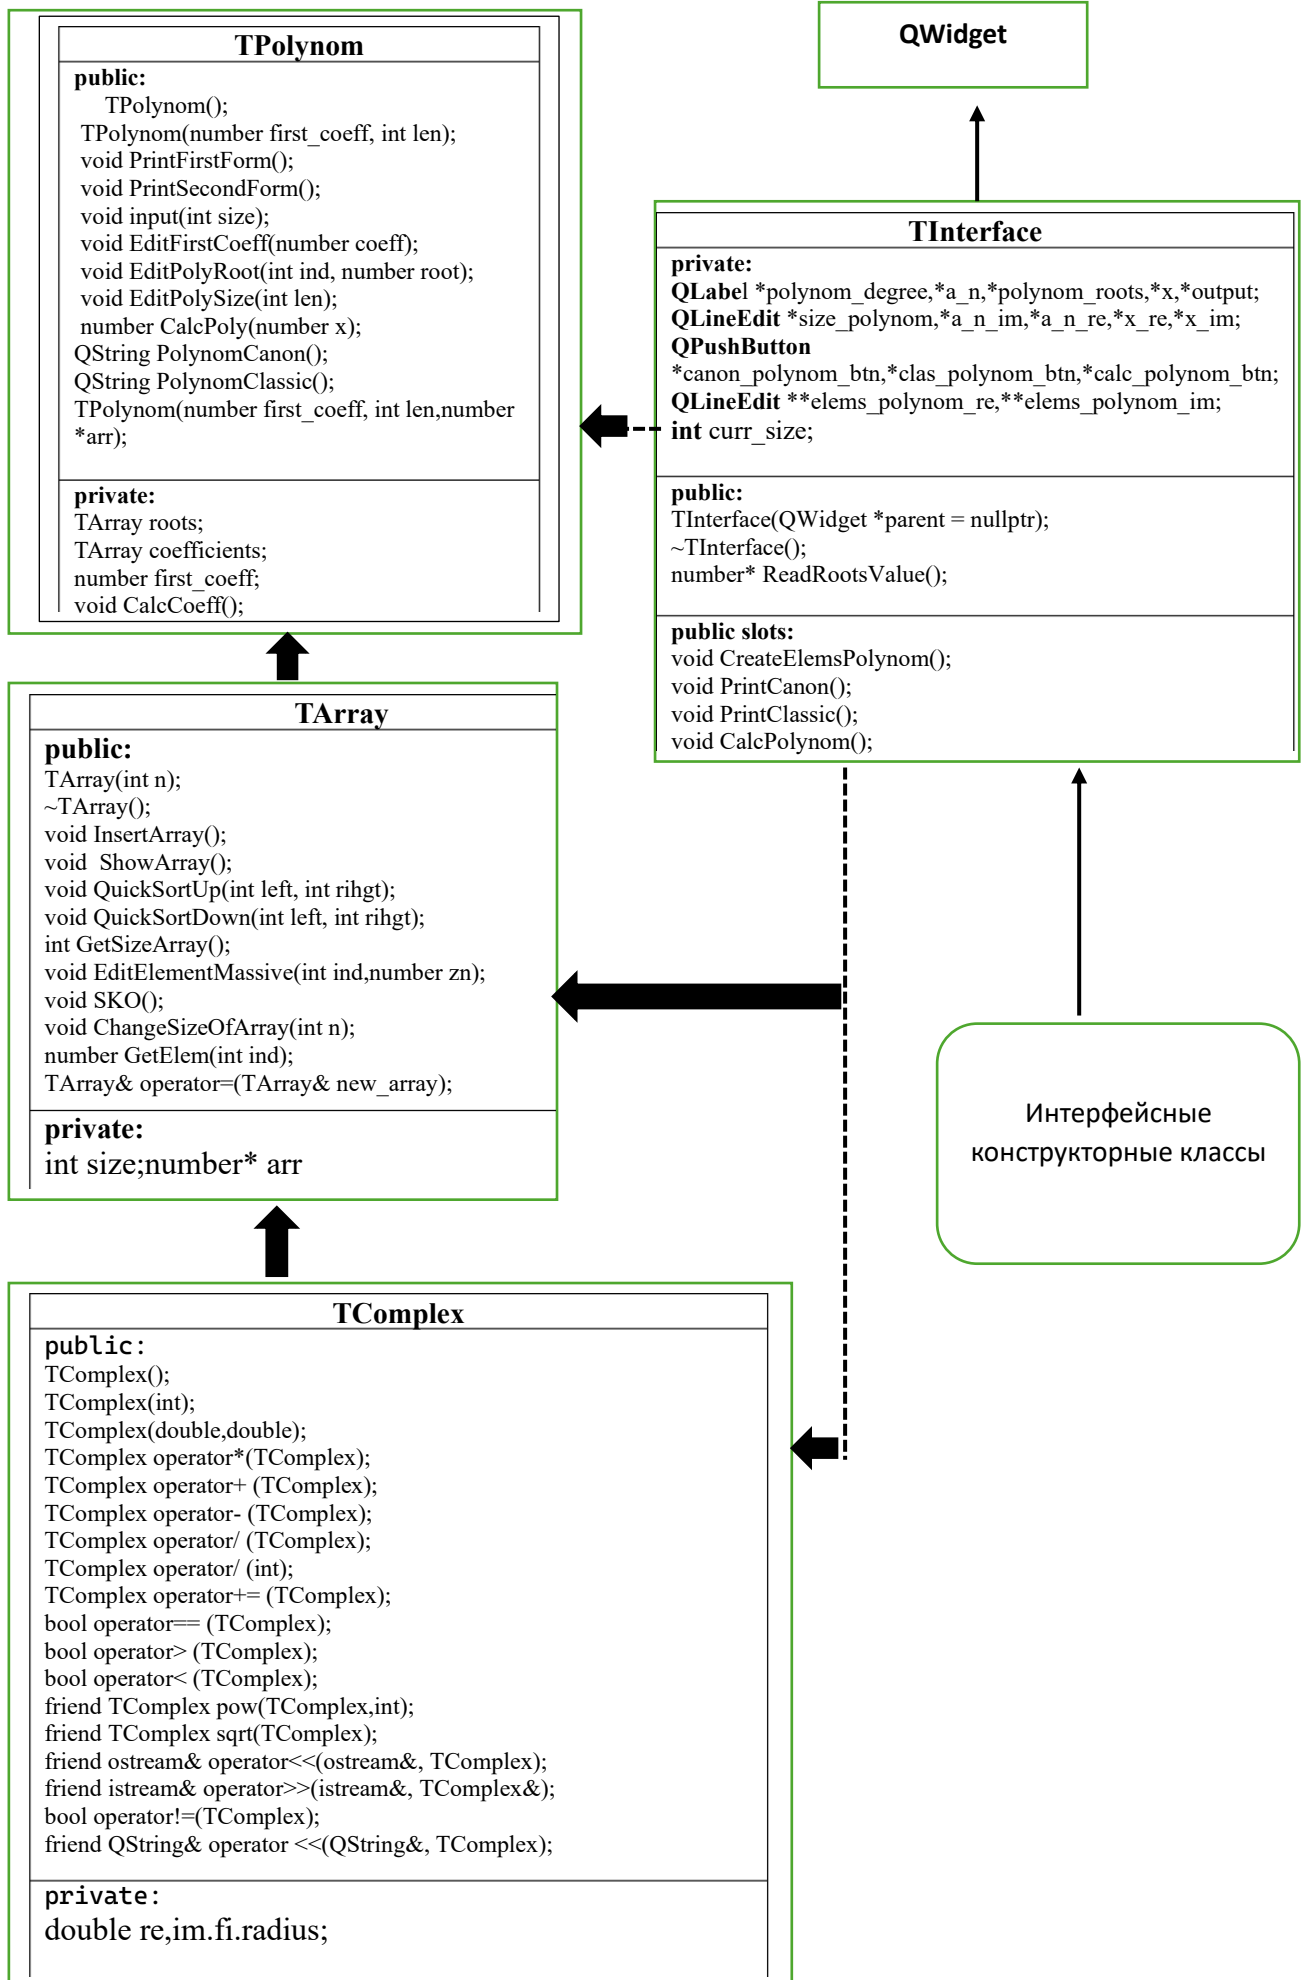 TPolynom
public:
TPolynom();
TPolynom(number first_coeff, int len);
void PrintFirstForm();
void PrintSecondForm();
void input(int size);
void EditFirstCoeff(number coeff);
void EditPolyRoot(int ind, number root);
void EditPolySize(int len);
number CalcPoly(number x);
QString PolynomCanon();
QString PolynomClassic();
TPolynom(number first_coeff, int len,number
*arr);
private:
TArray roots;
TArray coefficients;
number first_coeff;
void CalcCoeff();
QWidget
TInterface
private:
QLabel *polynom_degree,*a_n,*polynom_roots,*x,*output;
QLineEdit *size_polynom,*a_n_im,*a_n_re,*x_re,*x_im;
QPushButton
*canon_polynom_btn,*clas_polynom_btn,*calc_polynom_btn;
QLineEdit **elems_polynom_re,**elems_polynom_im;
int curr_size;
public:
TInterface(QWidget *parent = nullptr);
~TInterface();
number* ReadRootsValue();
public slots:
void CreateElemsPolynom();
void PrintCanon();
void PrintClassic();
void CalcPolynom();
TArray
public:
TArray(int n);
~TArray();
void InsertArray();
void  ShowArray();
void QuickSortUp(int left, int rihgt);
void QuickSortDown(int left, int rihgt);
int GetSizeArray();
void EditElementMassive(int ind,number zn);
void SKO();
void ChangeSizeOfArray(int n);
number GetElem(int ind);
TArray& operator=(TArray& new_array);
private:
int size;number* arr
Интерфейсные
конструкторные классы
TComplex
public:
TComplex();
TComplex(int);
TComplex(double,double);
TComplex operator*(TComplex);
TComplex operator+ (TComplex);
TComplex operator- (TComplex);
TComplex operator/ (TComplex);
TComplex operator/ (int);
TComplex operator+= (TComplex);
bool operator== (TComplex);
bool operator> (TComplex);
bool operator< (TComplex);
friend TComplex pow(TComplex,int);
friend TComplex sqrt(TComplex);
friend ostream& operator<<(ostream&, TComplex);
friend istream& operator>>(istream&, TComplex&);
bool operator!=(TComplex);
friend QString& operator <<(QString&, TComplex);
private:
double re,im.fi.radius;